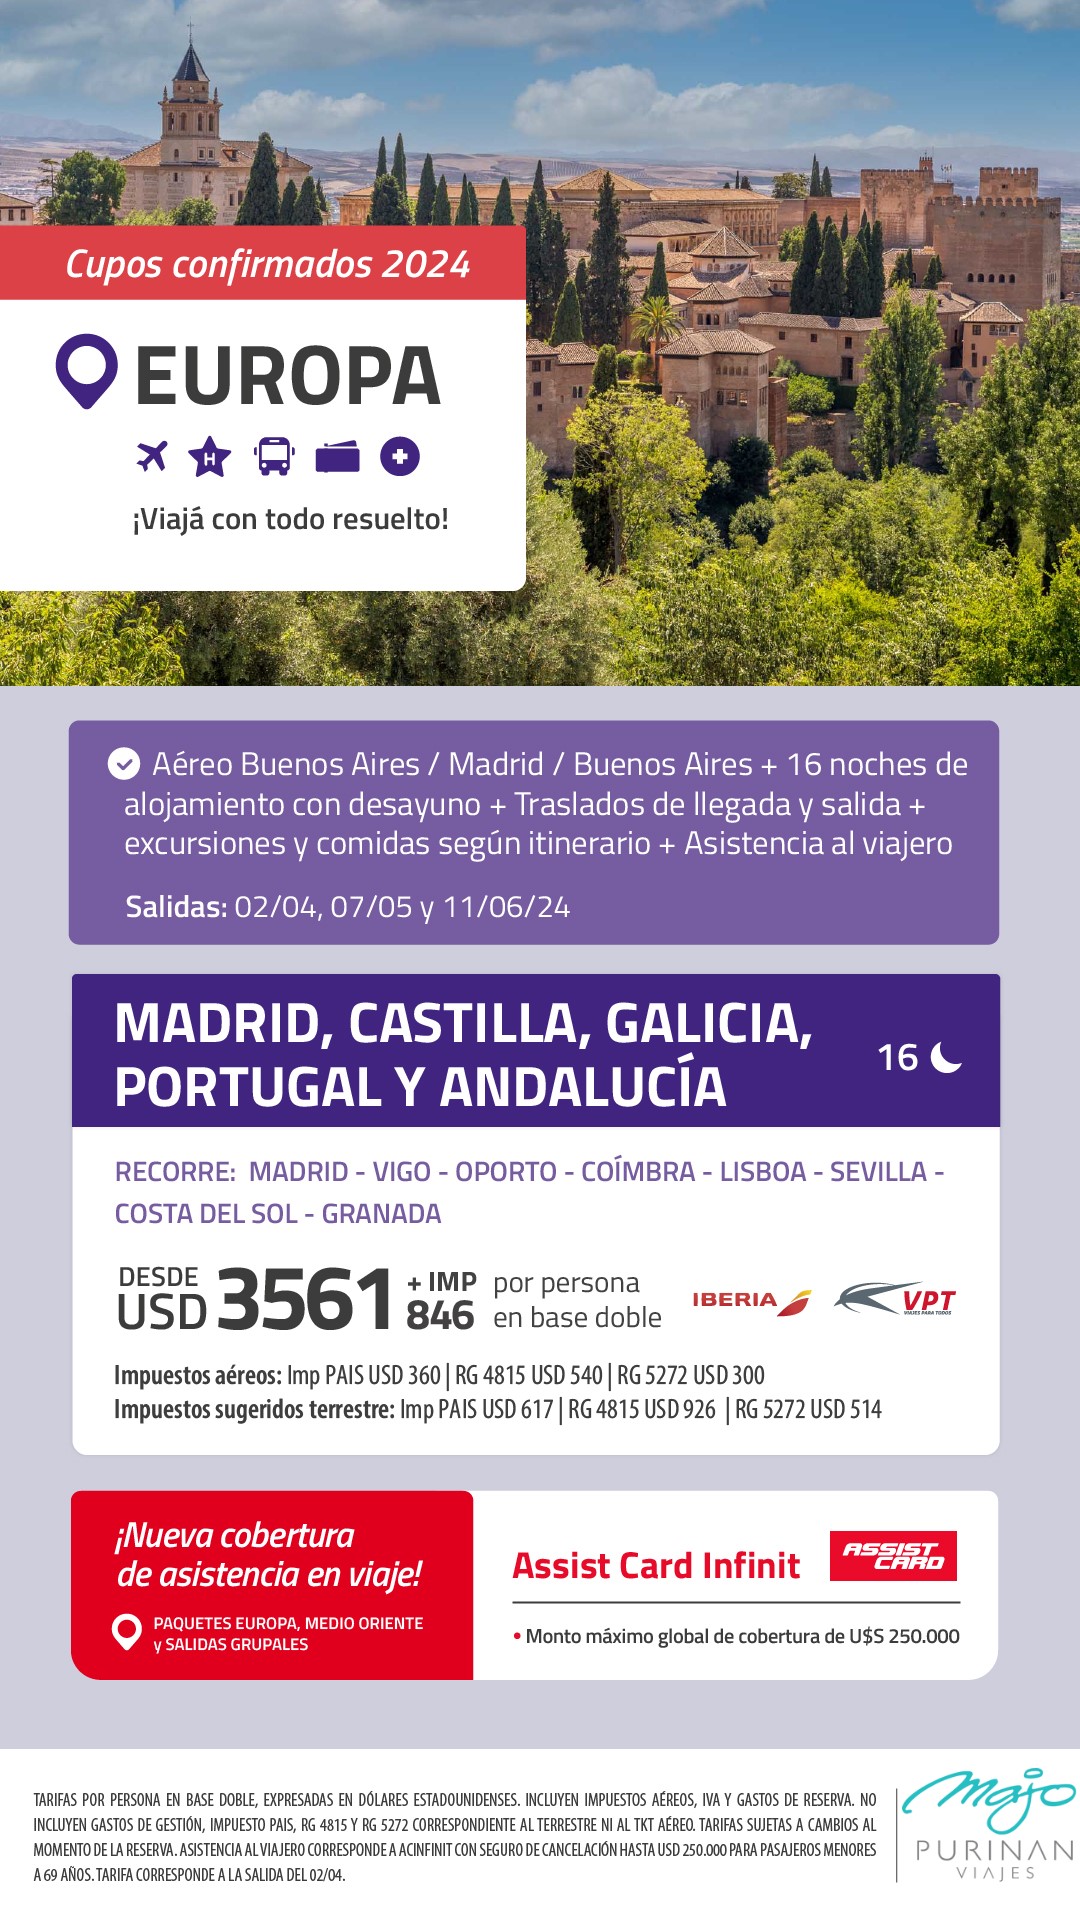 Cupos confirmados 2024
EUROPA
H
¡Viajá con todo resuelto!
Aéreo Buenos Aires / Madrid / Buenos Aires + 16 noches de
alojamiento con desayuno + Traslados de llegada y salida +
excursiones y comidas según itinerario + Asistencia al viajero
Salidas: 02/04, 07/05 y 11/06/24
MADRID, CASTILLA, GALICIA,
PORTUGAL Y ANDALUCÍA
16
RECORRE: MADRID - VIGO - OPORTO - COÍMBRA - LISBOA - SEVILLA -
COSTA DEL SOL - GRANADA
DESDE
USD 3561 + IMP
846
por persona
en base doble
IBERIA
VPT
VIAJES PARA TODOS
Impuestos aéreos: Imp PAIS USD 360 | RG 4815 USD 540 | RG 5272 USD 300
Impuestos sugeridos terrestre: Imp PAIS USD 617 | RG 4815 USD 926 | RG 5272 USD 514
¡Nueva cobertura
de asistencia en viaje!
PAQUETES EUROPA, MEDIO ORIENTE
y SALIDAS GRUPALES
Assist Card Infinit
ASSIST
CARD
• Monto máximo global de cobertura de U$S 250.000
TARIFAS POR PERSONA EN BASE DOBLE, EXPRESADAS EN DÓLARES ESTADOUNIDENSES. INCLUYEN IMPUESTOS AÉREOS, IVA Y GASTOS DE RESERVA. NO
INCLUYEN GASTOS DE GESTIÓN, IMPUESTO PAIS, RG 4815 Y RG 5272 CORRESPONDIENTE AL TERRESTRE NI AL TKT AÉREO. TARIFAS SUJETAS A CAMBIOS AL
MOMENTO DE LA RESERVA. ASISTENCIA AL VIAJERO CORRESPONDE A ACINFINIT CON SEGURO DE CANCELACIÓN HASTA USD 250.000 PARA PASAJEROS MENORES
A 69 AÑOS. TARIFA CORRESPONDE A LA SALIDA DEL 02/04.
Majo
PURINAN
VIAJES